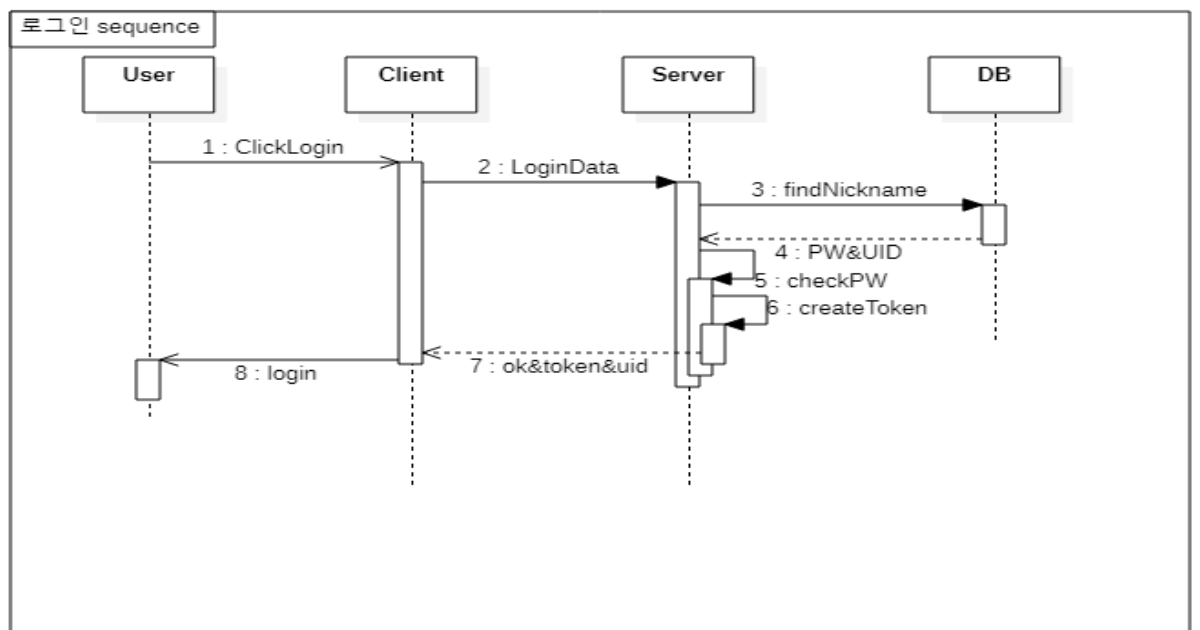 로그인 sequence
User
Client
Server
DB
1 : ClickLogin
2 : LoginData
3 : findNickname
4 : PW&UID
5 : checkPW
6 : createToken
7 : ok&token&uid
8 : login